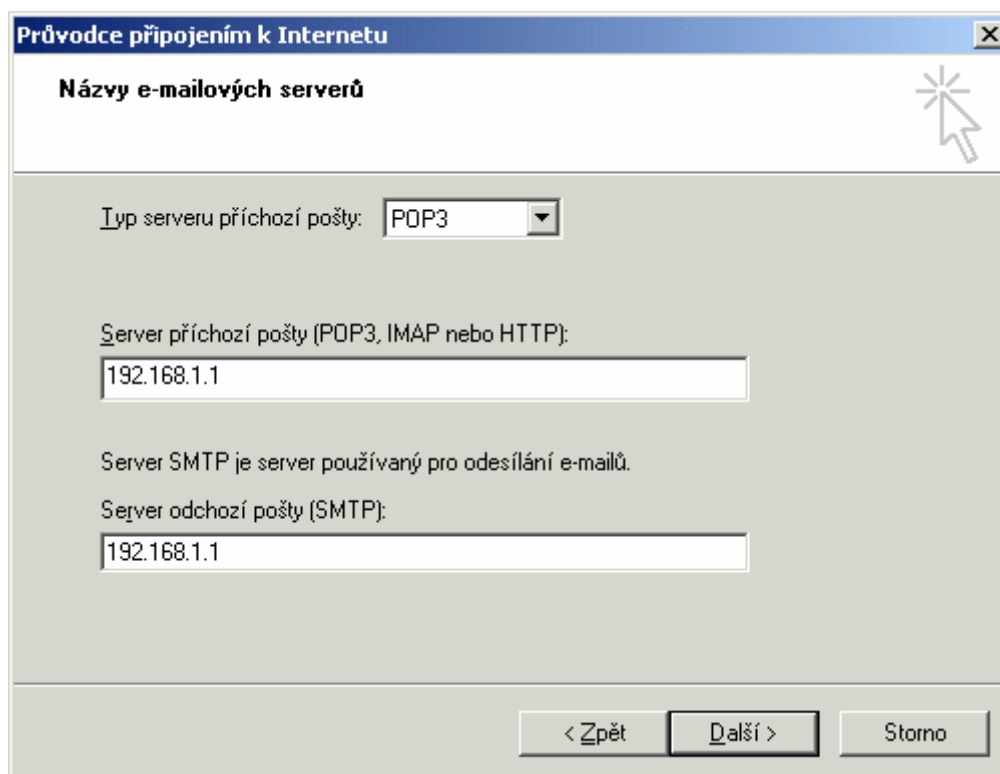 Průvodce připojením k Internetu
Názvy e-mailových serverů
Typ serveru příchozí pošty: POP3
Server příchozí pošty (POP3, IMAP nebo HTTP):
192.168.1.1
Server SMTP je server používaný pro odesílání e-mailů.
Server odchozí pošty (SMTP):
192.168.1.1
< Zpět Další > Storno